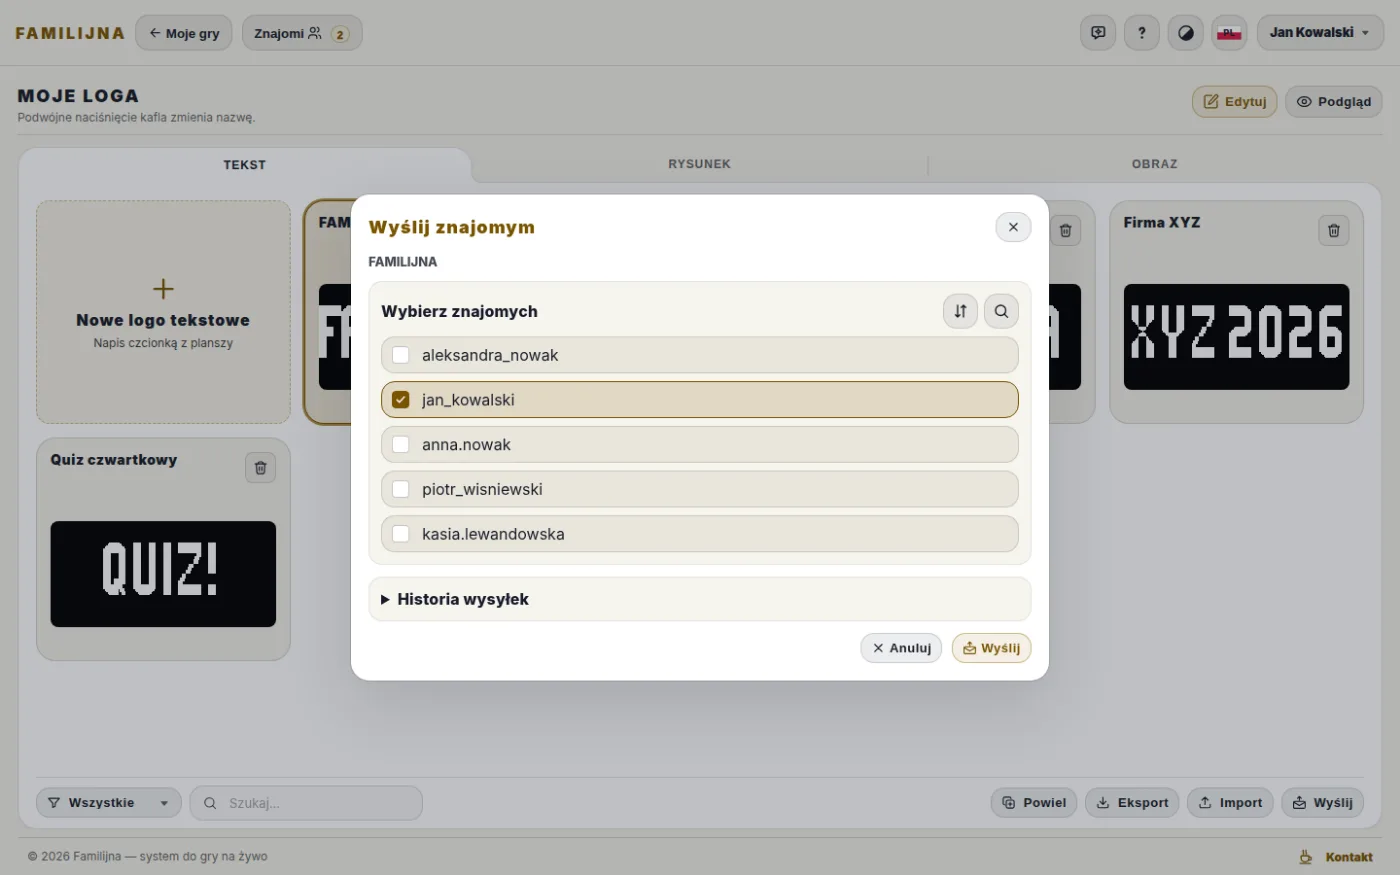 FAMILIJNA
Moje gry
Znajomi 2
?
PL
Jan Kowalski
MOJE LOGA
Podwójne naciśnięcie kafla zmienia nazwę.
Edytuj
Podgląd
TEKST
RYSUNEK
OBRAZ
Nowe logo tekstowe
Napis czcionką z planszy
FAM
FA
A
Firma XYZ
XYZ 2026
Quiz czwartkowy
QUIZ!
Wyślij znajomym
FAMILIJNA
Wybierz znajomych
aleksandra_nowak
jan_kowalski
anna.nowak
piotr_wisniewski
kasia.lewandowska
Historia wysyłek
Anuluj
Wyślij
Wszystkie
Szukaj...
Powiel
Eksport
Import
Wyślij
© 2026 Familijna — system do gry na żywo
Kontakt